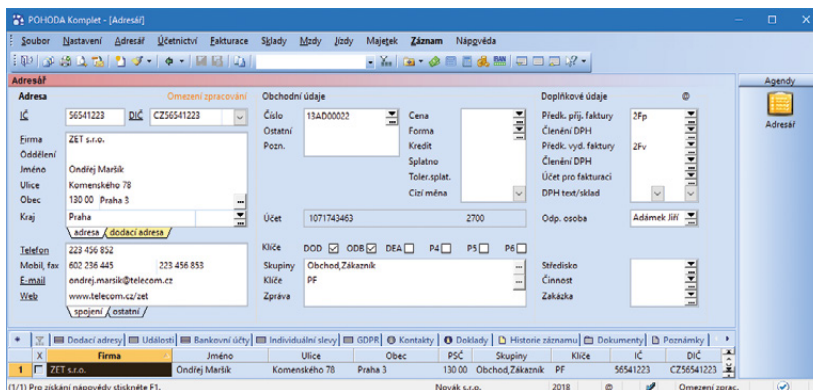 POHODA Komplet - [Adresář]
Soubor Nastavení Adresář Účetnictví Fakturace Sklady Mzdy Jízdy Majetek Záznam Nápověda
Adresář
Agendy
Adresa Omezení zpracování Obchodní údaje Doplňkové údaje @
Adresář
IČ 56541223 DIČ CZ56541223 Číslo 13AD00022 Cena Předk. přij. faktury 2Fp
Ostatní Forma Členění DPH
Firma ZET s.r.o. Pozn. Kredit Předk. vyd. faktury 2Fv
Oddělení Splatno Členění DPH
Jméno Ondřej Maršík Toler.splat. Účet pro fakturaci
Ulice Komenského 78 Cizí měna DPH text/sklad
Obec 130 00 Praha 3
Kraj Praha Účet 1071743463 2700 Odp. osoba Adámek Jiří
adresa dodací adresy
Telefon 223 456 852 Klíče DOD ODB DEA P4 P5 P6
Mobil, fax 602 236 445 223 456 853 Skupiny Obchod,Zákazník Středisko
E-mail ondrej.marsik@telecom.cz Klíče PF Činnost
Web www.telecom.cz/zet Zpráva Zakázka
spojení ostatní
* Dodací adresy Události Bankovní účty Individuální slevy GDPR Kontakty Doklady Historie záznamu Dokumenty Poznámky
X Firma Jméno Ulice Obec PSČ Skupiny Klíče IČ DIČ
1 ZET s.r.o. Ondřej Maršík Komenského 78 Praha 3 130 00 Obchod,Zákazník PF 56541223 CZ56541223
(1/1) Pro získání nápovědy stiskněte F1. Novák s.r.o. 2018 @ Omezení zprac.